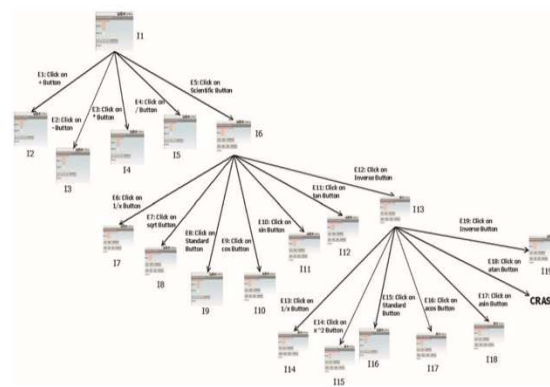 I1
E1: Click on
+ Button
E2: Click on
- Button
E3: Click on
* Button
E4: Click on
/ Button
E5: Click on
Scientific Button
I2
I3
I4
I5
I6
E6: Click on
1/x Button
E7: Click on
sqrt Button
E8: Click on
Standard
Button
E9: Click on
cos Button
E10: Click on
sin Button
E11: Click on
tan Button
E12: Click on
Inverse Button
I7
I8
I9
I10
I11
I12
I13
E13: Click on
1/x Button
E14: Click on
x^2 Button
E15: Click on
Standard
Button
E16: Click on
acos Button
E17: Click on
asin Button
E18: Click on
atan Button
E19: Click on
Inverse Button
I14
I15
I16
I17
I18
CRAS
I19